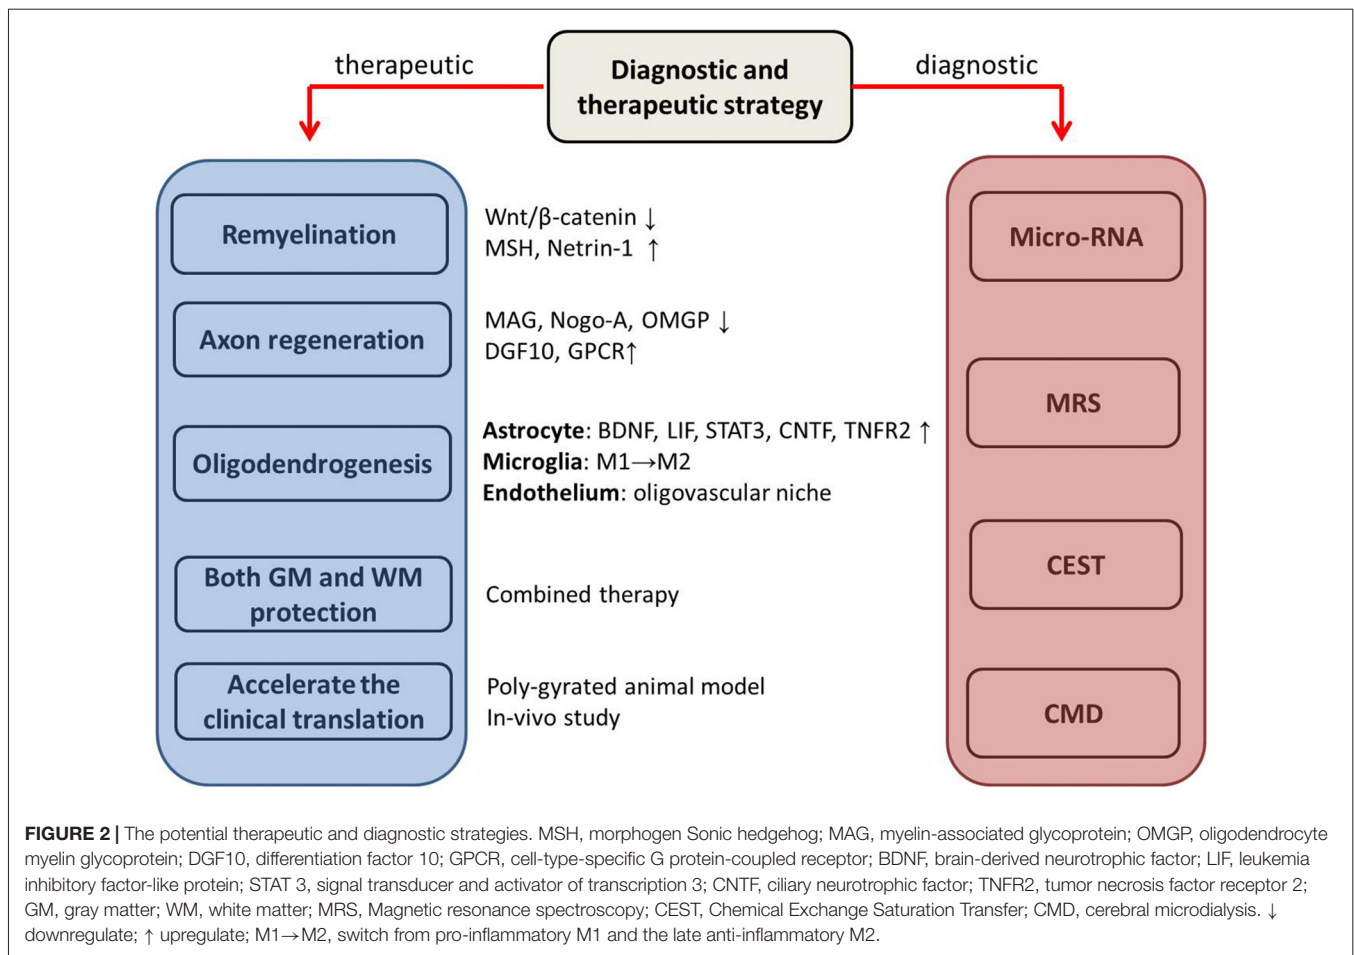 therapeutic
Diagnostic and
therapeutic strategy
diagnostic
Remyelination
Wnt/β-catenin ↓
MSH, Netrin-1 ↑
Axon regeneration
MAG, Nogo-A, OMGP ↓
DGF10, GPCR↑
Oligodendrogenesis
Astrocyte: BDNF, LIF, STAT3, CNTF, TNFR2 ↑
Microglia: M1→M2
Endothelium: oligovascular niche
Both GM and WM
protection
Combined therapy
Accelerate the
clinical translation
Poly-gyrated animal model
In-vivo study
Micro-RNA
MRS
CEST
CMD
FIGURE 2 | The potential therapeutic and diagnostic strategies. MSH, morphogen Sonic hedgehog; MAG, myelin-associated glycoprotein; OMGP, oligodendrocyte
myelin glycoprotein; DGF10, differentiation factor 10; GPCR, cell-type-specific G protein-coupled receptor; BDNF, brain-derived neurotrophic factor; LIF, leukemia
inhibitory factor-like protein; STAT 3, signal transducer and activator of transcription 3; CNTF, ciliary neurotrophic factor; TNFR2, tumor necrosis factor receptor 2;
GM, gray matter; WM, white matter; MRS, Magnetic resonance spectroscopy; CEST, Chemical Exchange Saturation Transfer; CMD, cerebral microdialysis. ↓
downregulate; ↑ upregulate; M1→M2, switch from pro-inflammatory M1 and the late anti-inflammatory M2.